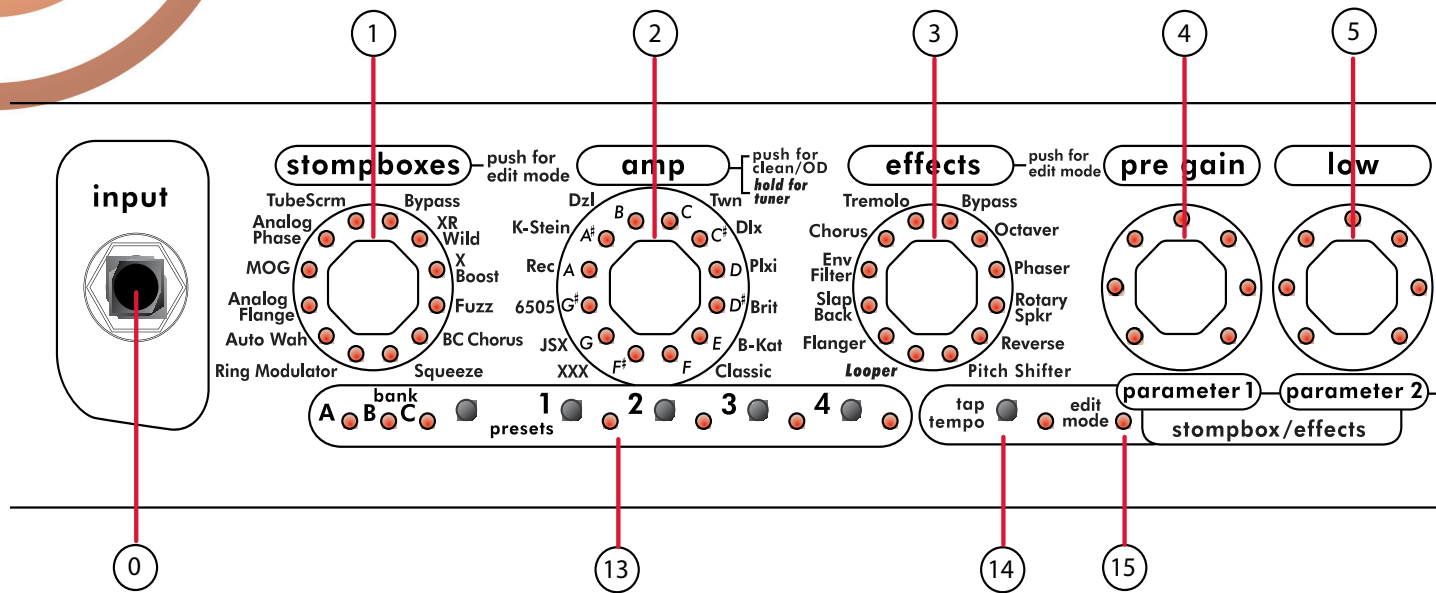 1
2
3
4
5
input
stompboxes
push for
edit mode
TubeScrm
Bypass
Analog
Phase
XR
Wild
MOG
X
Boost
Analog
Flange
Fuzz
Auto Wah
BC Chorus
Ring Modulator
Squeeze
amp
push for
clean/OD
hold for
tuner
Dzl
Twn
K-Stein
Dlx
Rec
Plxi
6505
Brit
JSX
B-Kat
XXX
Classic
B
C
A♯
C♯
A
D
G♯
D♯
G
E
F♯
F
effects
push for
edit mode
Tremolo
Bypass
Chorus
Octaver
Env
Filter
Phaser
Slap
Back
Rotary
Spkr
Flanger
Reverse
Looper
Pitch Shifter
pre gain
low
bank
A B C
presets
1 2 3 4
tap
tempo
edit
mode
parameter 1
parameter 2
stompbox/effects
0
13
14
15